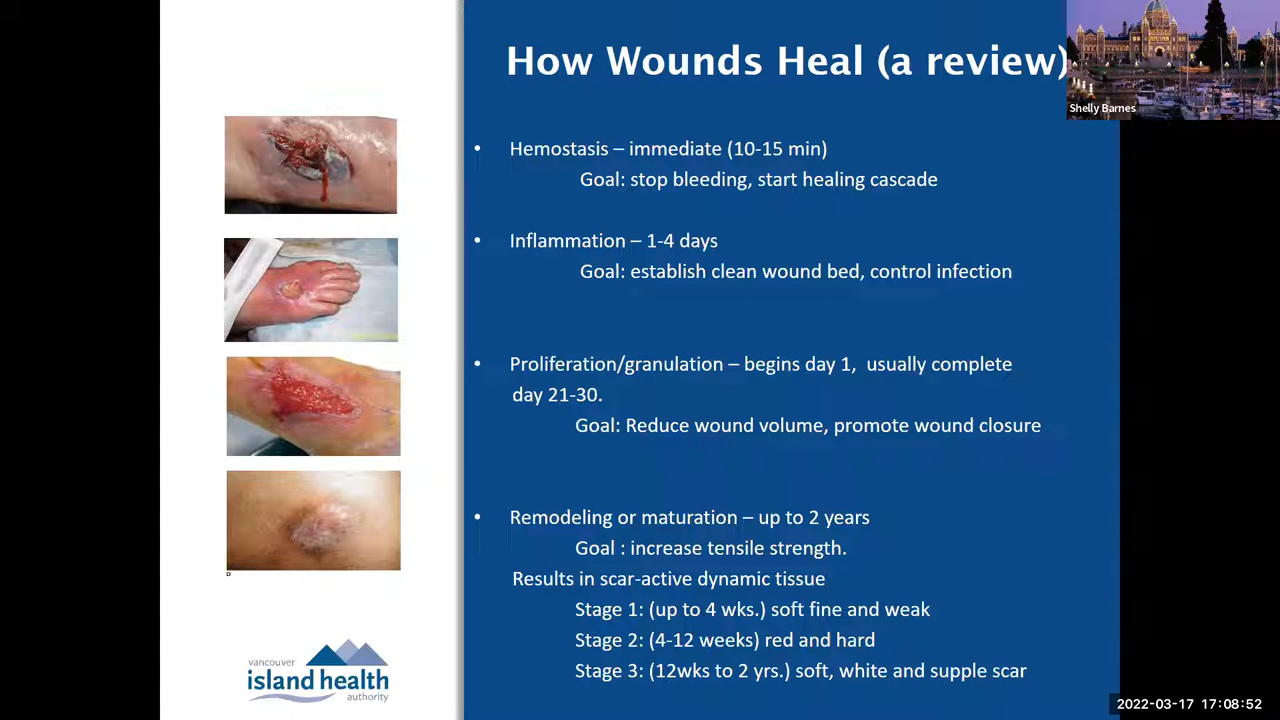 How Wounds Heal (a review)
Shelly Barnes
• Hemostasis – immediate (10-15 min)
Goal: stop bleeding, start healing cascade
• Inflammation – 1-4 days
Goal: establish clean wound bed, control infection
• Proliferation/granulation – begins day 1, usually complete
day 21-30.
Goal: Reduce wound volume, promote wound closure
• Remodeling or maturation – up to 2 years
Goal : increase tensile strength.
Results in scar-active dynamic tissue
Stage 1: (up to 4 wks.) soft fine and weak
Stage 2: (4-12 weeks) red and hard
Stage 3: (12wks to 2 yrs.) soft, white and supple scar
vancouver
island health
authority
2022-03-17 17:08:52